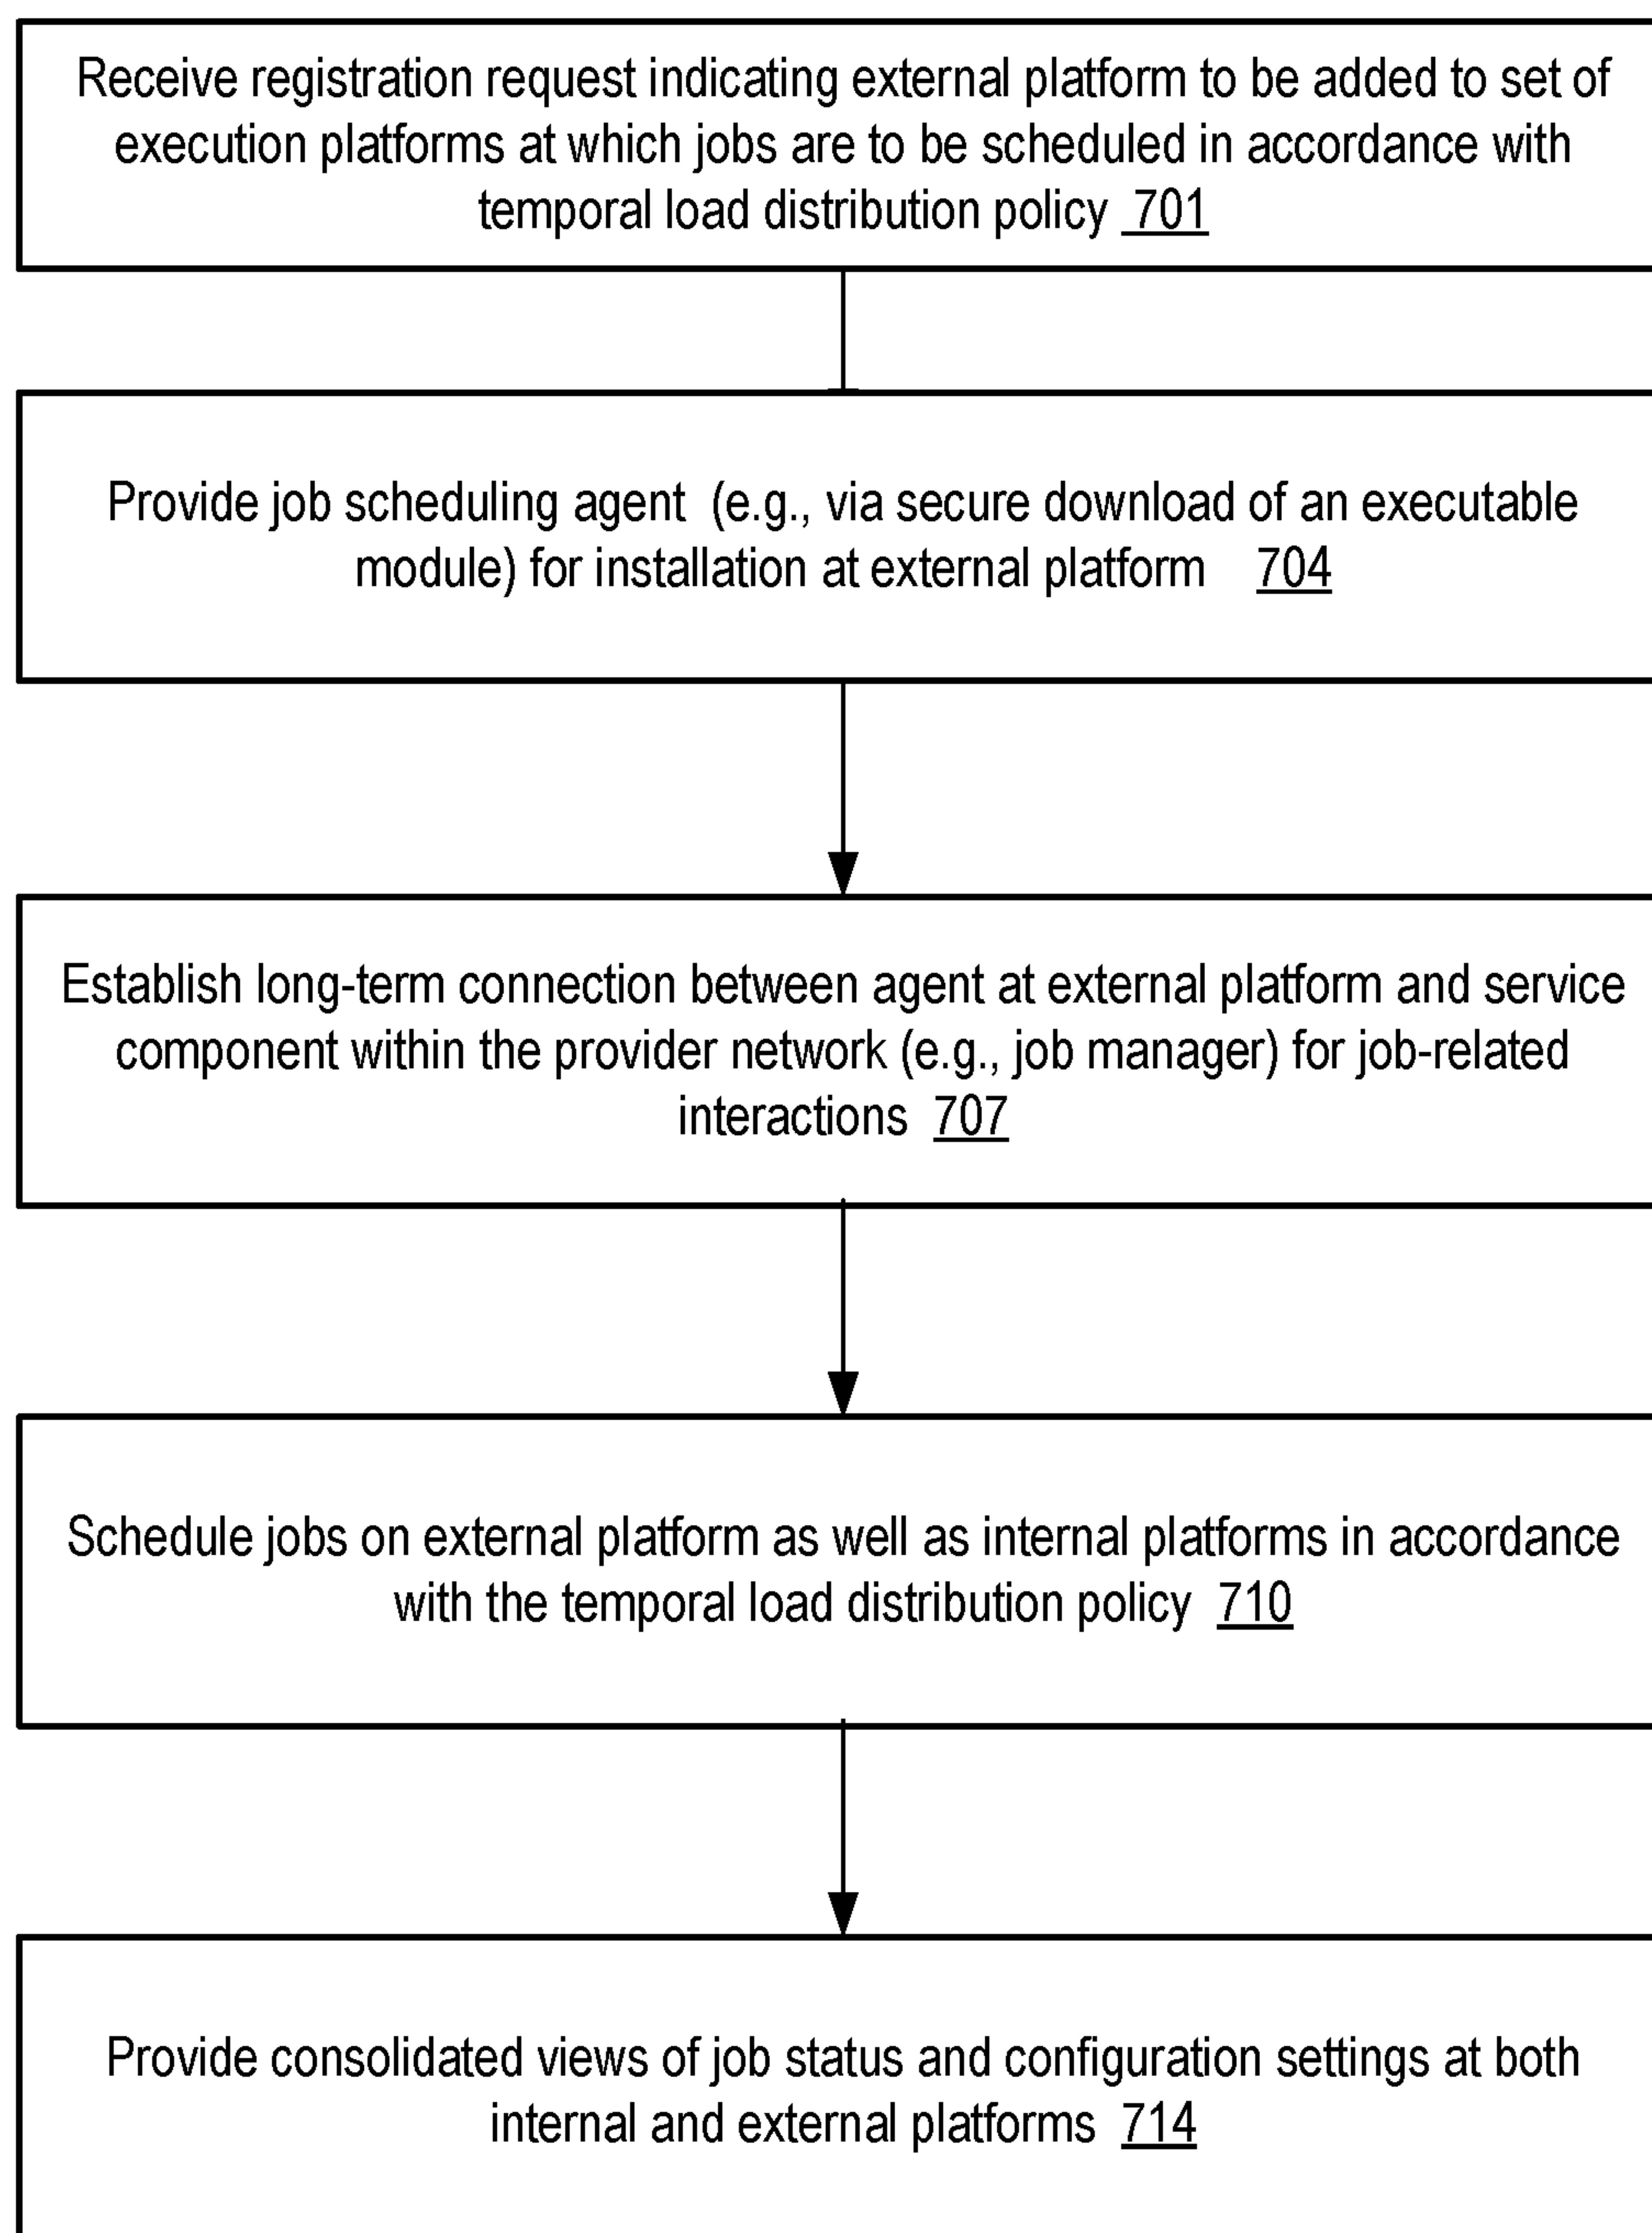 Receive registration request indicating external platform to be added to set of
execution platforms at which jobs are to be scheduled in accordance with
temporal load distribution policy 701
Provide job scheduling agent (e.g., via secure download of an executable
module) for installation at external platform 704
Establish long-term connection between agent at external platform and service
component within the provider network (e.g., job manager) for job-related
interactions 707
Schedule jobs on external platform as well as internal platforms in accordance
with the temporal load distribution policy 710
Provide consolidated views of job status and configuration settings at both
internal and external platforms 714